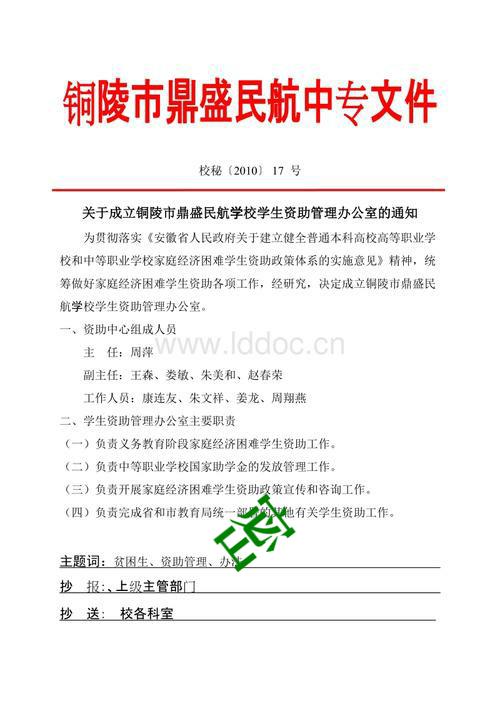 铜陵市鼎盛民航中专文件
校秘〔2010〕17 号
关于成立铜陵市鼎盛民航学校学生资助管理办公室的通知
为贯彻落实《安徽省人民政府关于建立健全普通本科高校高等职业学
校和中等职业学校家庭经济困难学生资助政策体系的实施意见》精神，统
筹做好家庭经济困难学生资助各项工作，经研究，决定成立铜陵市鼎盛民
航学校学生资助管理办公室。
一、资助中心组成人员
www.lddoc.cn
主　任：周萍
副主任：王森、娄敏、朱美和、赵春荣
工作人员：康连友、朱文祥、姜龙、周翔燕
二、学生资助管理办公室主要职责
（一）负责义务教育阶段家庭经济困难学生资助工作。
（二）负责中等职业学校国家助学金的发放管理工作。
（三）负责开展家庭经济困难学生资助政策宣传和咨询工作。
（四）负责完成省和市教育局统一部署的其他有关学生资助工作。
密
主题词：贫困生、资助管理、办法
抄　报：、上级主管部门
抄　送：　校各科室